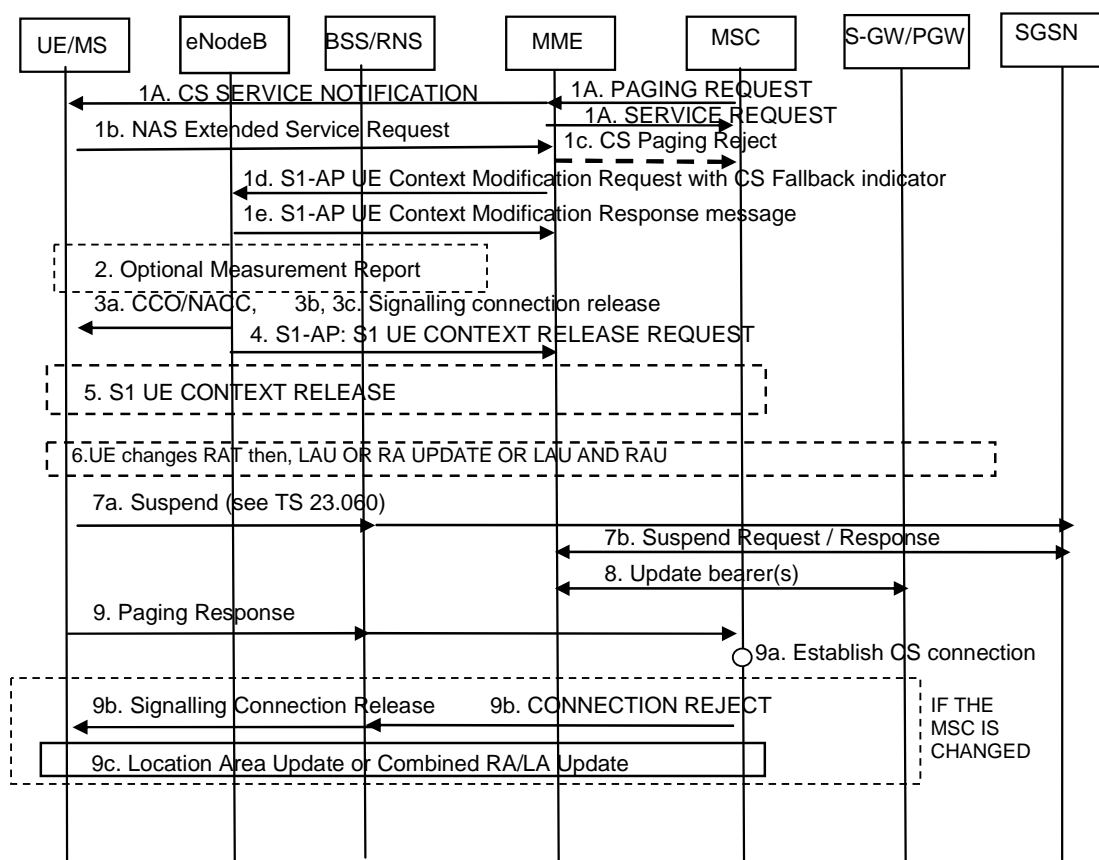 UE/MS
eNodeB
BSS/RNS
MME
MSC
S-GW/PGW
SGSN
1A. CS SERVICE NOTIFICATION
1A. PAGING REQUEST
1A. SERVICE REQUEST
1b. NAS Extended Service Request
1c. CS Paging Reject
1d. S1-AP UE Context Modification Request with CS Fallback indicator
1e. S1-AP UE Context Modification Response message
2. Optional Measurement Report
3a. CCO/NACC, 3b, 3c. Signalling connection release
4. S1-AP: S1 UE CONTEXT RELEASE REQUEST
5. S1 UE CONTEXT RELEASE
6.UE changes RAT then, LAU OR RA UPDATE OR LAU AND RAU
7a. Suspend (see TS 23.060)
7b. Suspend Request / Response
8. Update bearer(s)
9. Paging Response
9a. Establish CS connection
9b. Signalling Connection Release
9b. CONNECTION REJECT
IF THE
MSC IS
CHANGED
9c. Location Area Update or Combined RA/LA Update